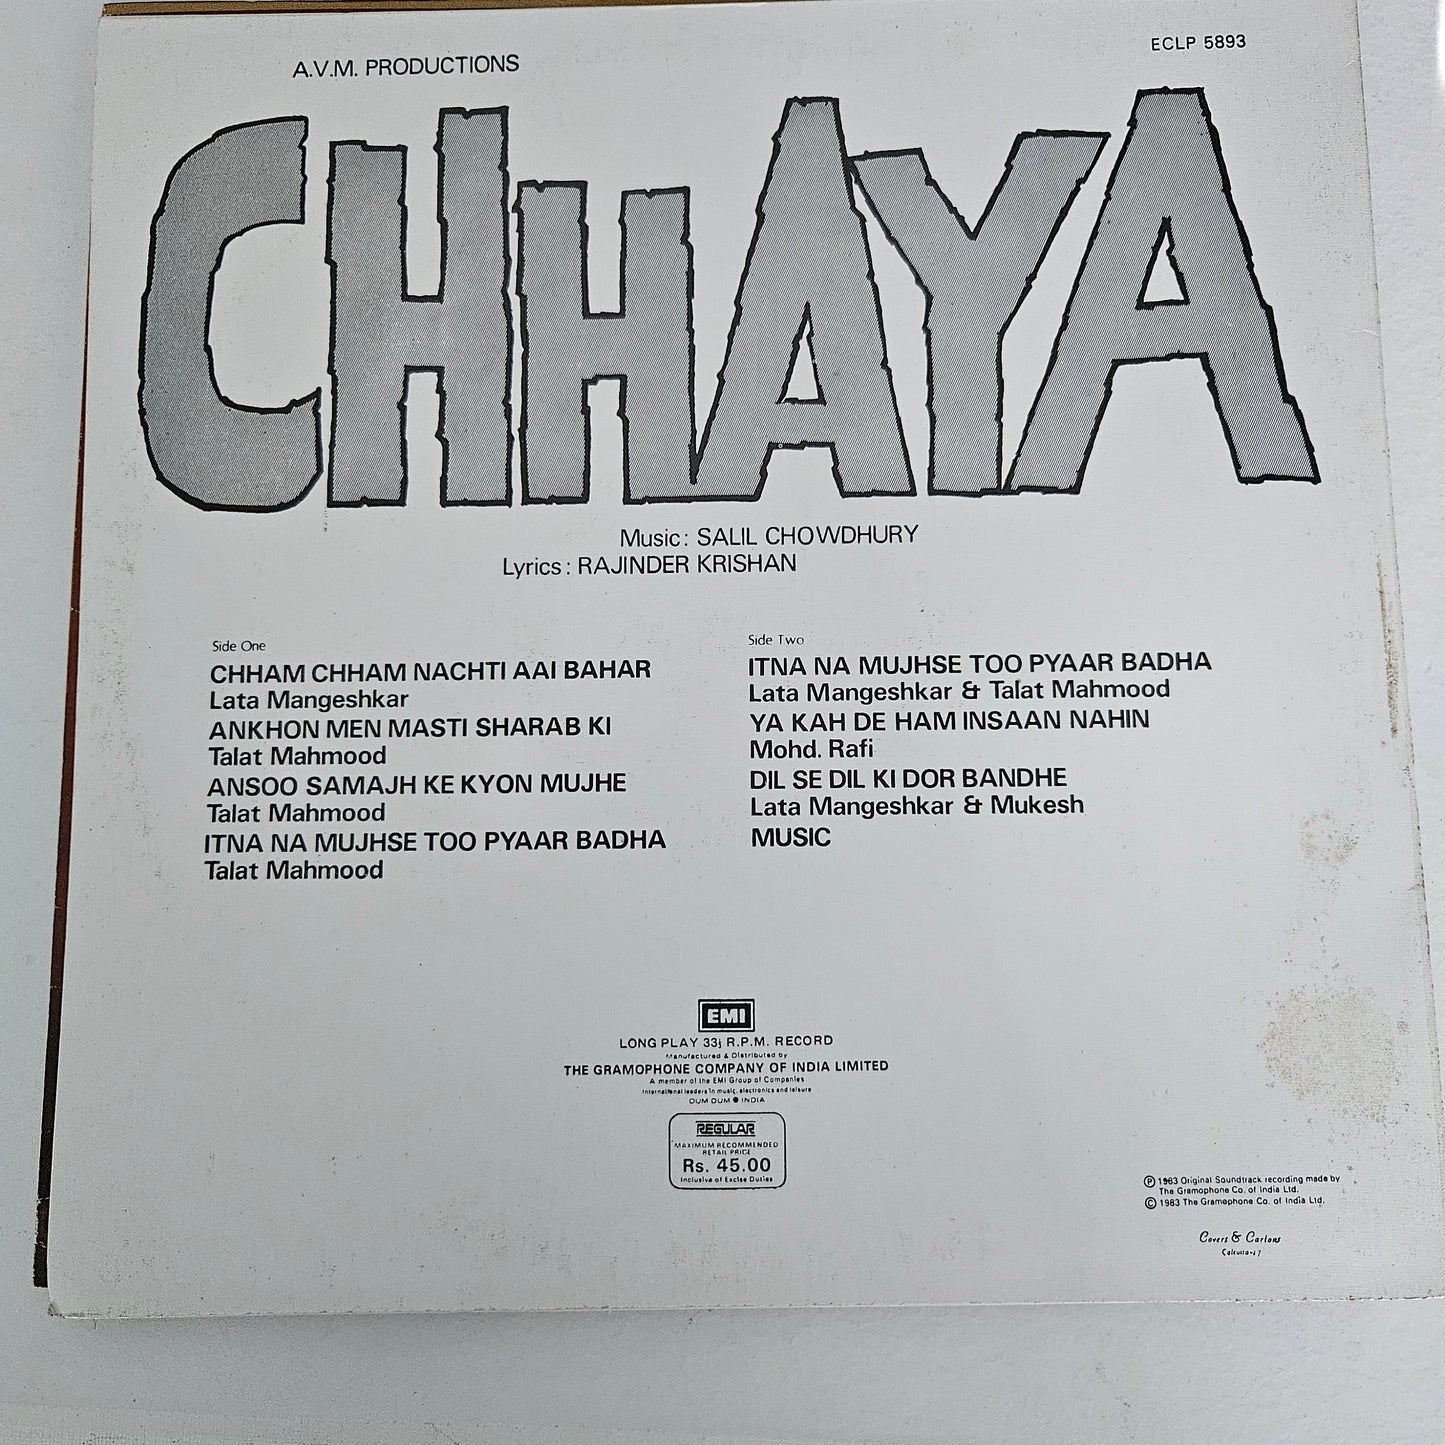 A.V.M. PRODUCTIONS
ECLP 5893
CHHAYA
Music: SALIL CHOWDHURY
Lyrics: RAJINDER KRISHAN
Side One
CHHAM CHHAM NACHTI AAI BAHAR
Lata Mangeshkar
ANKHON MEN MASTI SHARAB KI
Talat Mahmood
ANSOO SAMAJH KE KYON MUJHE
Talat Mahmood
ITNA NA MUJHSE TOO PYAAR BADHA
Talat Mahmood
Side Two
ITNA NA MUJHSE TOO PYAAR BADHA
Lata Mangeshkar & Talat Mahmood
YA KAH DE HAM INSAAN NAHIN
Mohd. Rafi
DIL SE DIL KI DOR BANDHE
Lata Mangeshkar & Mukesh
MUSIC
EMI
LONG PLAY 33⅓ R.P.M. RECORD
Manufactured & Distributed by
THE GRAMOPHONE COMPANY OF INDIA LIMITED
A member of the EMI Group of Companies
International leaders in music, electronics and leisure
DUM DUM ● INDIA
REGULAR
MAXIMUM RECOMMENDED
RETAIL PRICE
Rs. 45.00
Inclusive of Excise Duties
Ⓟ 1983 Original Soundtrack recording made by
The Gramophone Co. of India Ltd.
© 1983 The Gramophone Co. of India Ltd.
Covers & Cartons
Calcutta-17